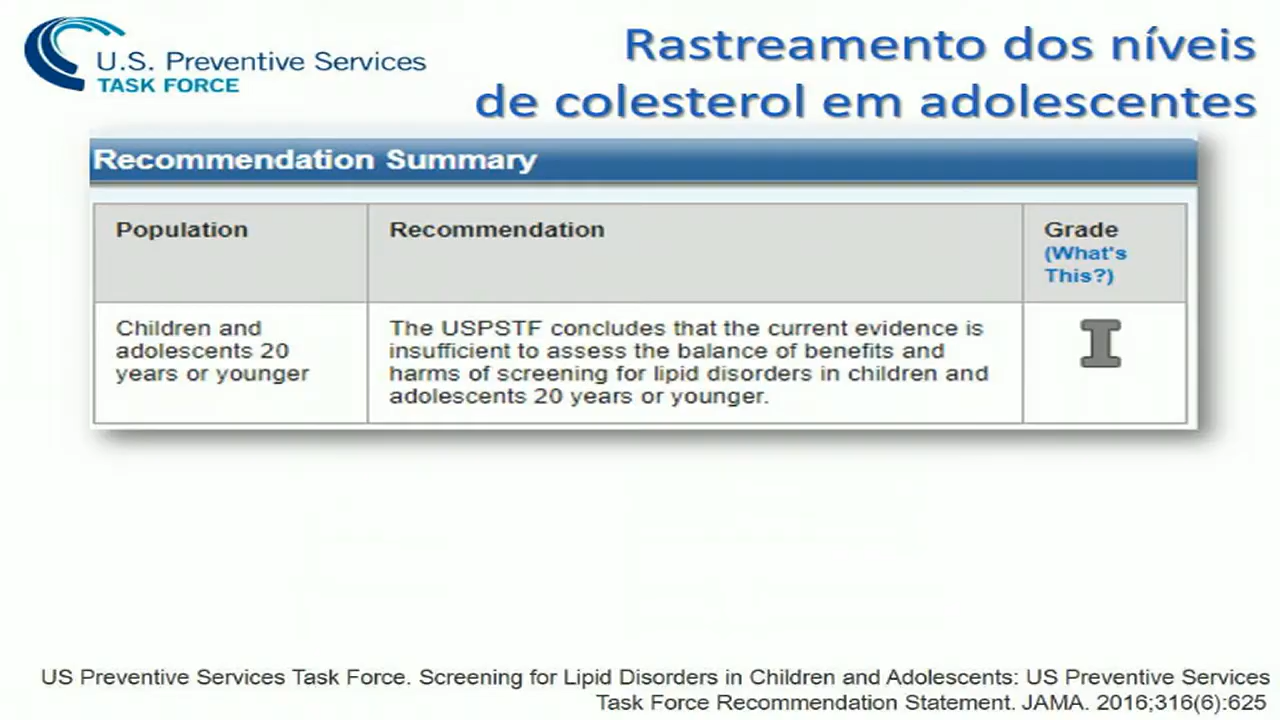 U.S. Preventive Services
TASK FORCE
Rastreamento dos níveis
de colesterol em adolescentes
Recommendation Summary
Population
Recommendation
Grade
(What's
This?)
Children and
adolescents 20
years or younger
The USPSTF concludes that the current evidence is
insufficient to assess the balance of benefits and
harms of screening for lipid disorders in children and
adolescents 20 years or younger.
I
US Preventive Services Task Force. Screening for Lipid Disorders in Children and Adolescents: US Preventive Services
Task Force Recommendation Statement. JAMA. 2016;316(6):625